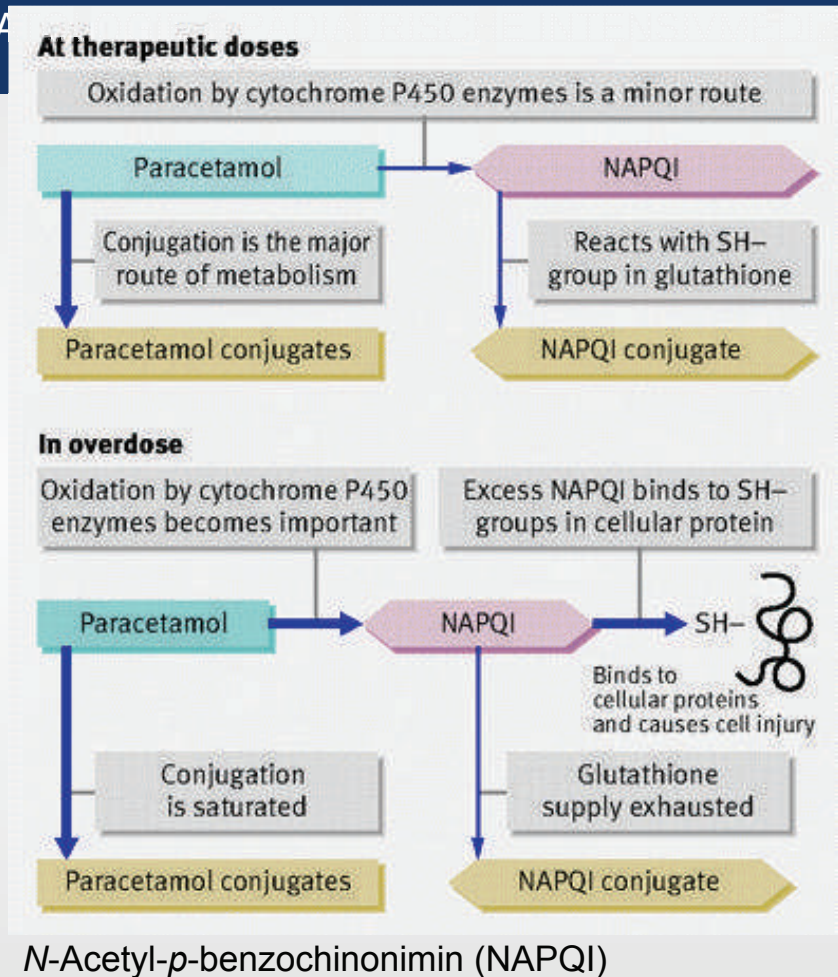 At therapeutic doses
Oxidation by cytochrome P450 enzymes is a minor route
Paracetamol
NAPQI
Conjugation is the major
route of metabolism
Reacts with SH–
group in glutathione
Paracetamol conjugates
NAPQI conjugate
In overdose
Oxidation by cytochrome P450
enzymes becomes important
Excess NAPQI binds to SH–
groups in cellular protein
Paracetamol
NAPQI
SH–
Binds to
cellular proteins
and causes cell injury
Conjugation
is saturated
Glutathione
supply exhausted
Paracetamol conjugates
NAPQI conjugate
N-Acetyl-p-benzochinonimin (NAPQI)